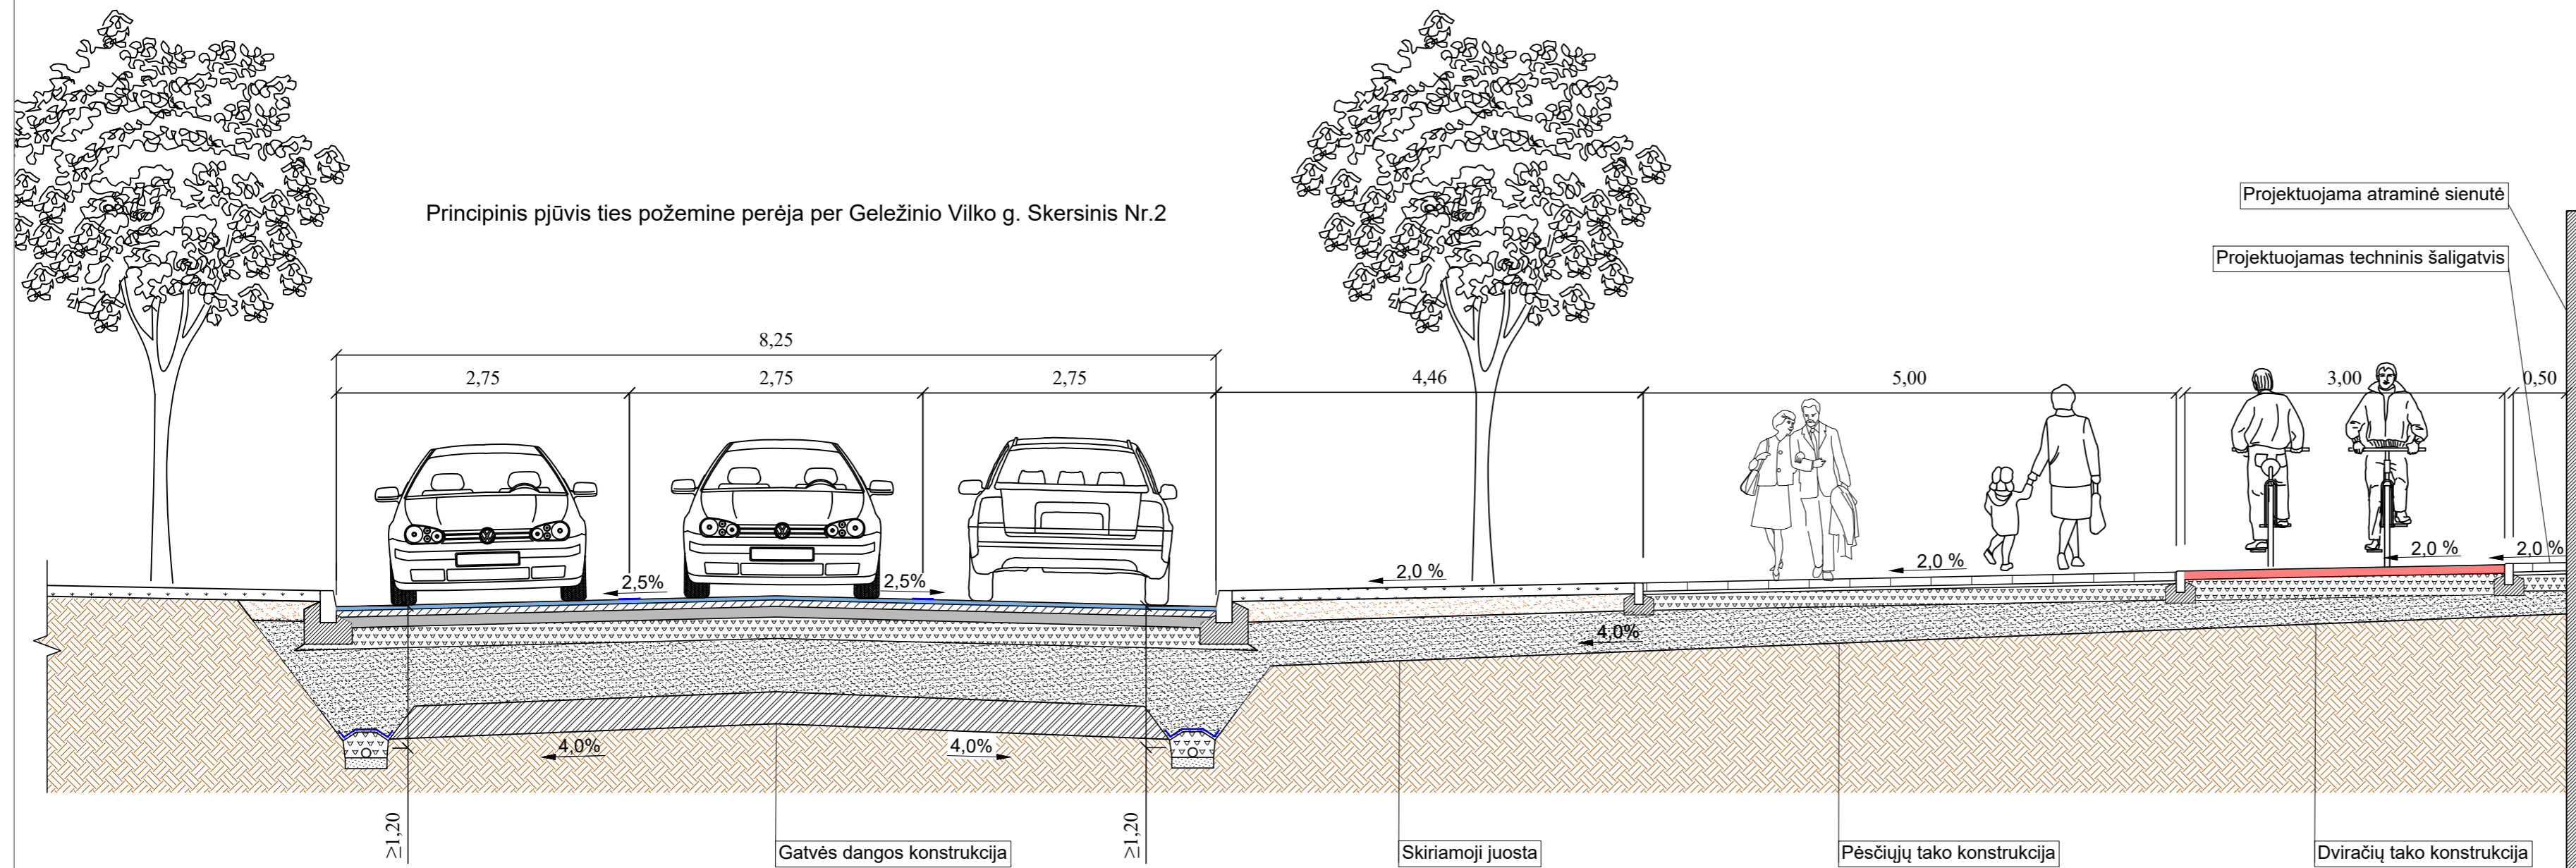 Principinis pjūvis ties požemine perėja per Geležinio Vilko g. Skersinis Nr.2
Projektuojama atraminė sienutė
Projektuojamas techninis šaligatvis
8,25
2,75
2,75
2,75
4,46
5,00
3,00
0,50
2,5%
2,5%
2,0 %
2,0 %
2,0 %
2,0 %
4,0%
4,0%
4,0%
≥1,20
≥1,20
Gatvės dangos konstrukcija
Skiriamoji juosta
Pėsčiųjų tako konstrukcija
Dviračių tako konstrukcija